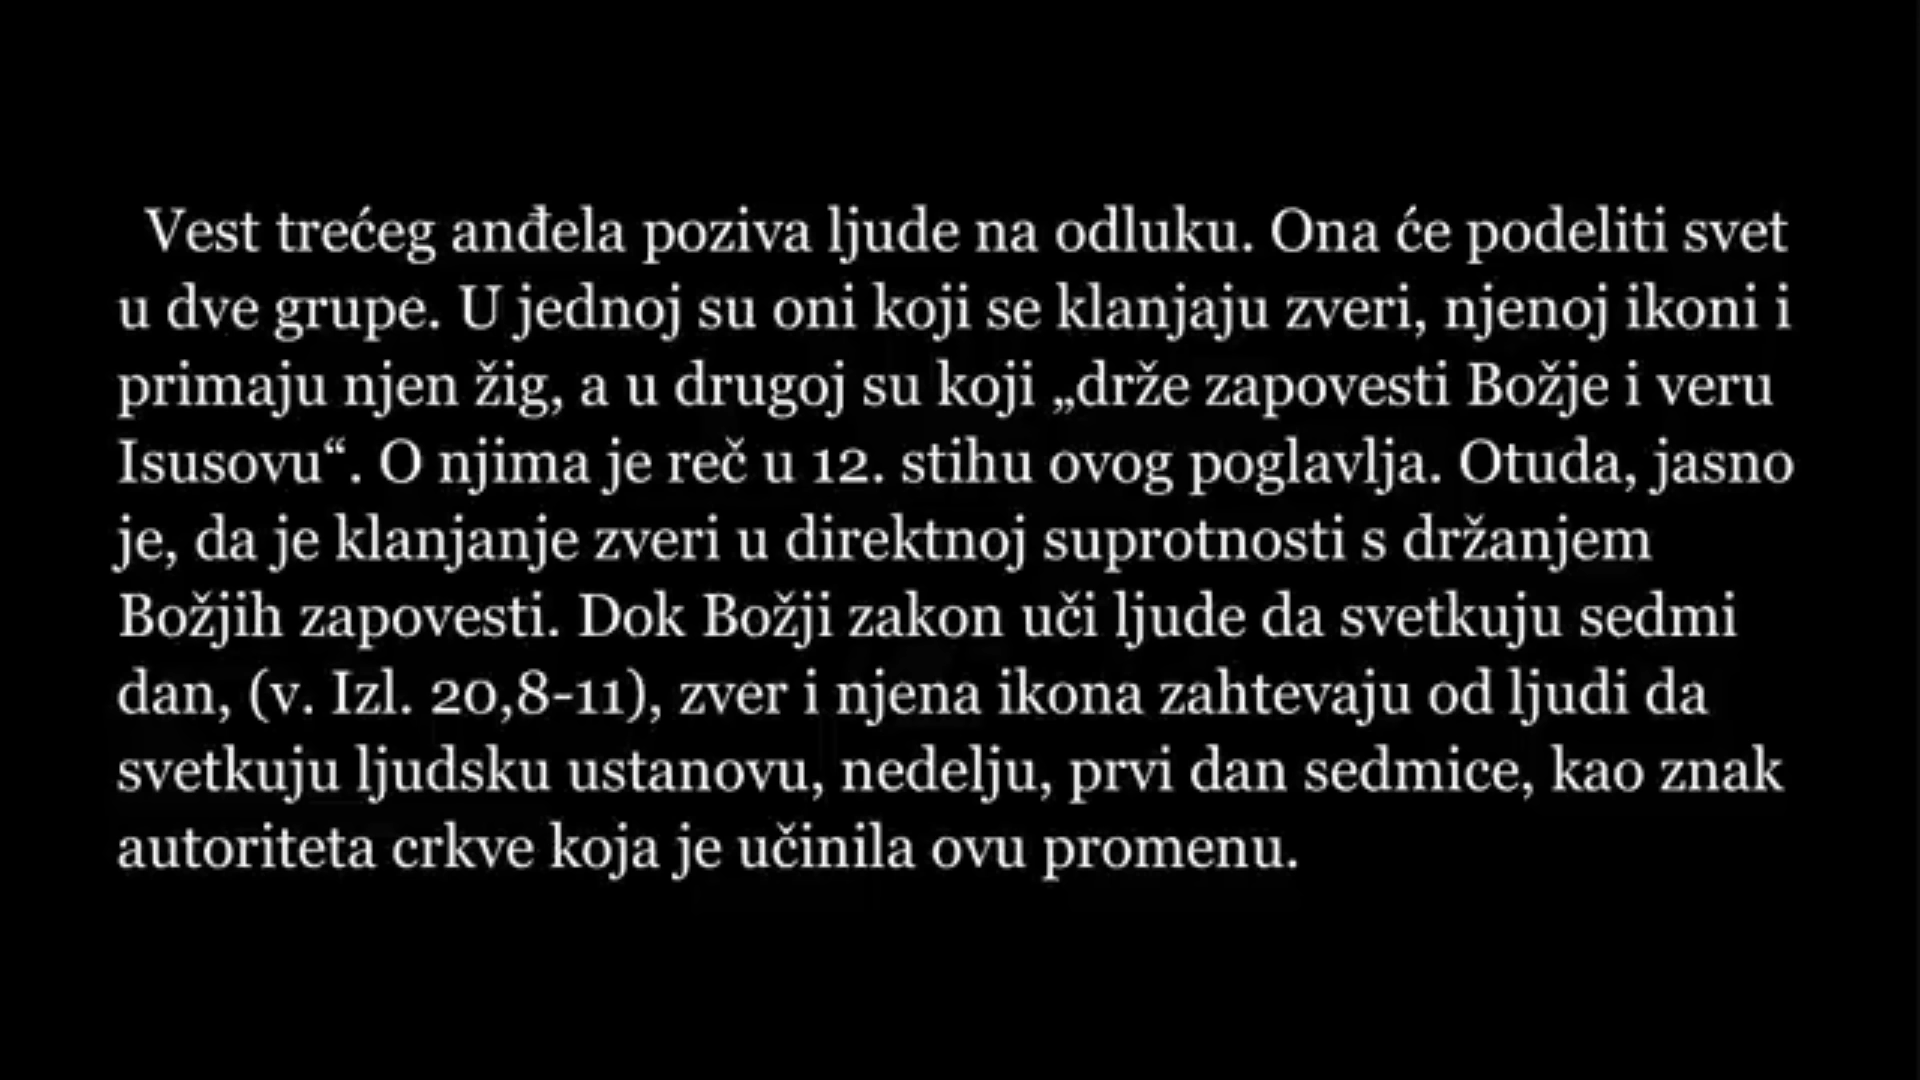 Vest trećeg anđela poziva ljude na odluku. Ona će podeliti svet
u dve grupe. U jednoj su oni koji se klanjaju zveri, njenoj ikoni i
primaju njen žig, a u drugoj su koji „drže zapovesti Božje i veru
Isusovu“. O njima je reč u 12. stihu ovog poglavlja. Otuda, jasno
je, da je klanjanje zveri u direktnoj suprotnosti s držanjem
Božjih zapovesti. Dok Božji zakon uči ljude da svetkuju sedmi
dan, (v. Izl. 20,8-11), zver i njena ikona zahtevaju od ljudi da
svetkuju ljudsku ustanovu, nedelju, prvi dan sedmice, kao znak
autoriteta crkve koja je učinila ovu promenu.